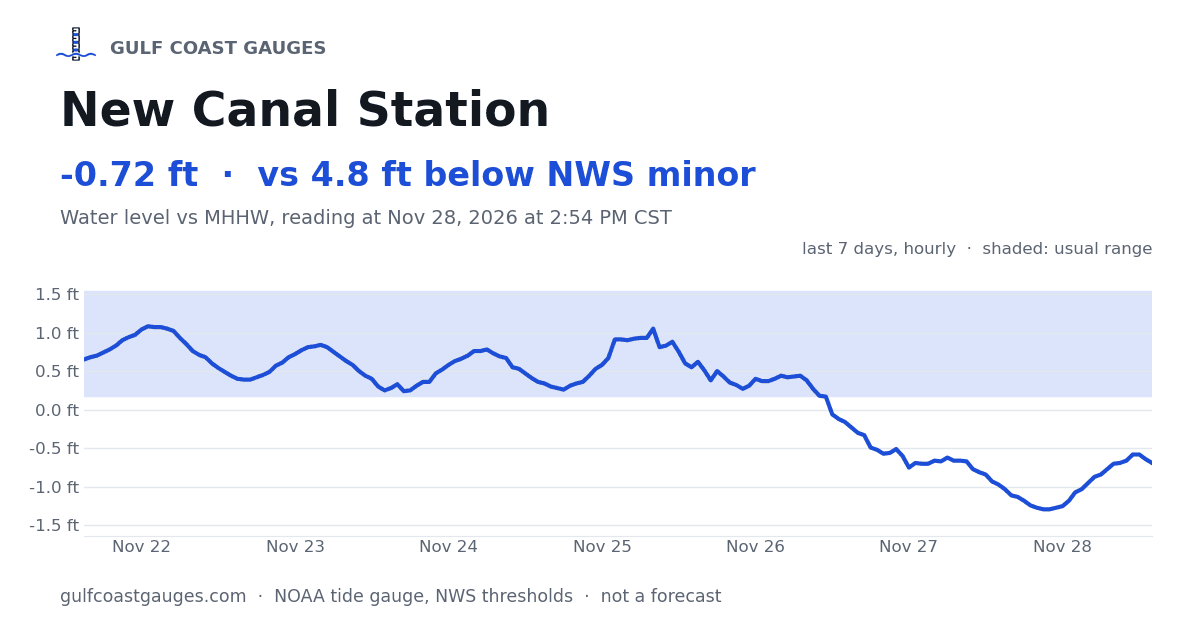 GULF COAST GAUGES
New Canal Station
-0.72 ft · vs 4.8 ft below NWS minor
Water level vs MHHW, reading at Nov 28, 2026 at 2:54 PM CST
last 7 days, hourly · shaded: usual range
1.5 ft
1.0 ft
0.5 ft
0.0 ft
-0.5 ft
-1.0 ft
-1.5 ft
Nov 22 Nov 23 Nov 24 Nov 25 Nov 26 Nov 27 Nov 28
gulfcoastgauges.com · NOAA tide gauge, NWS thresholds · not a forecast